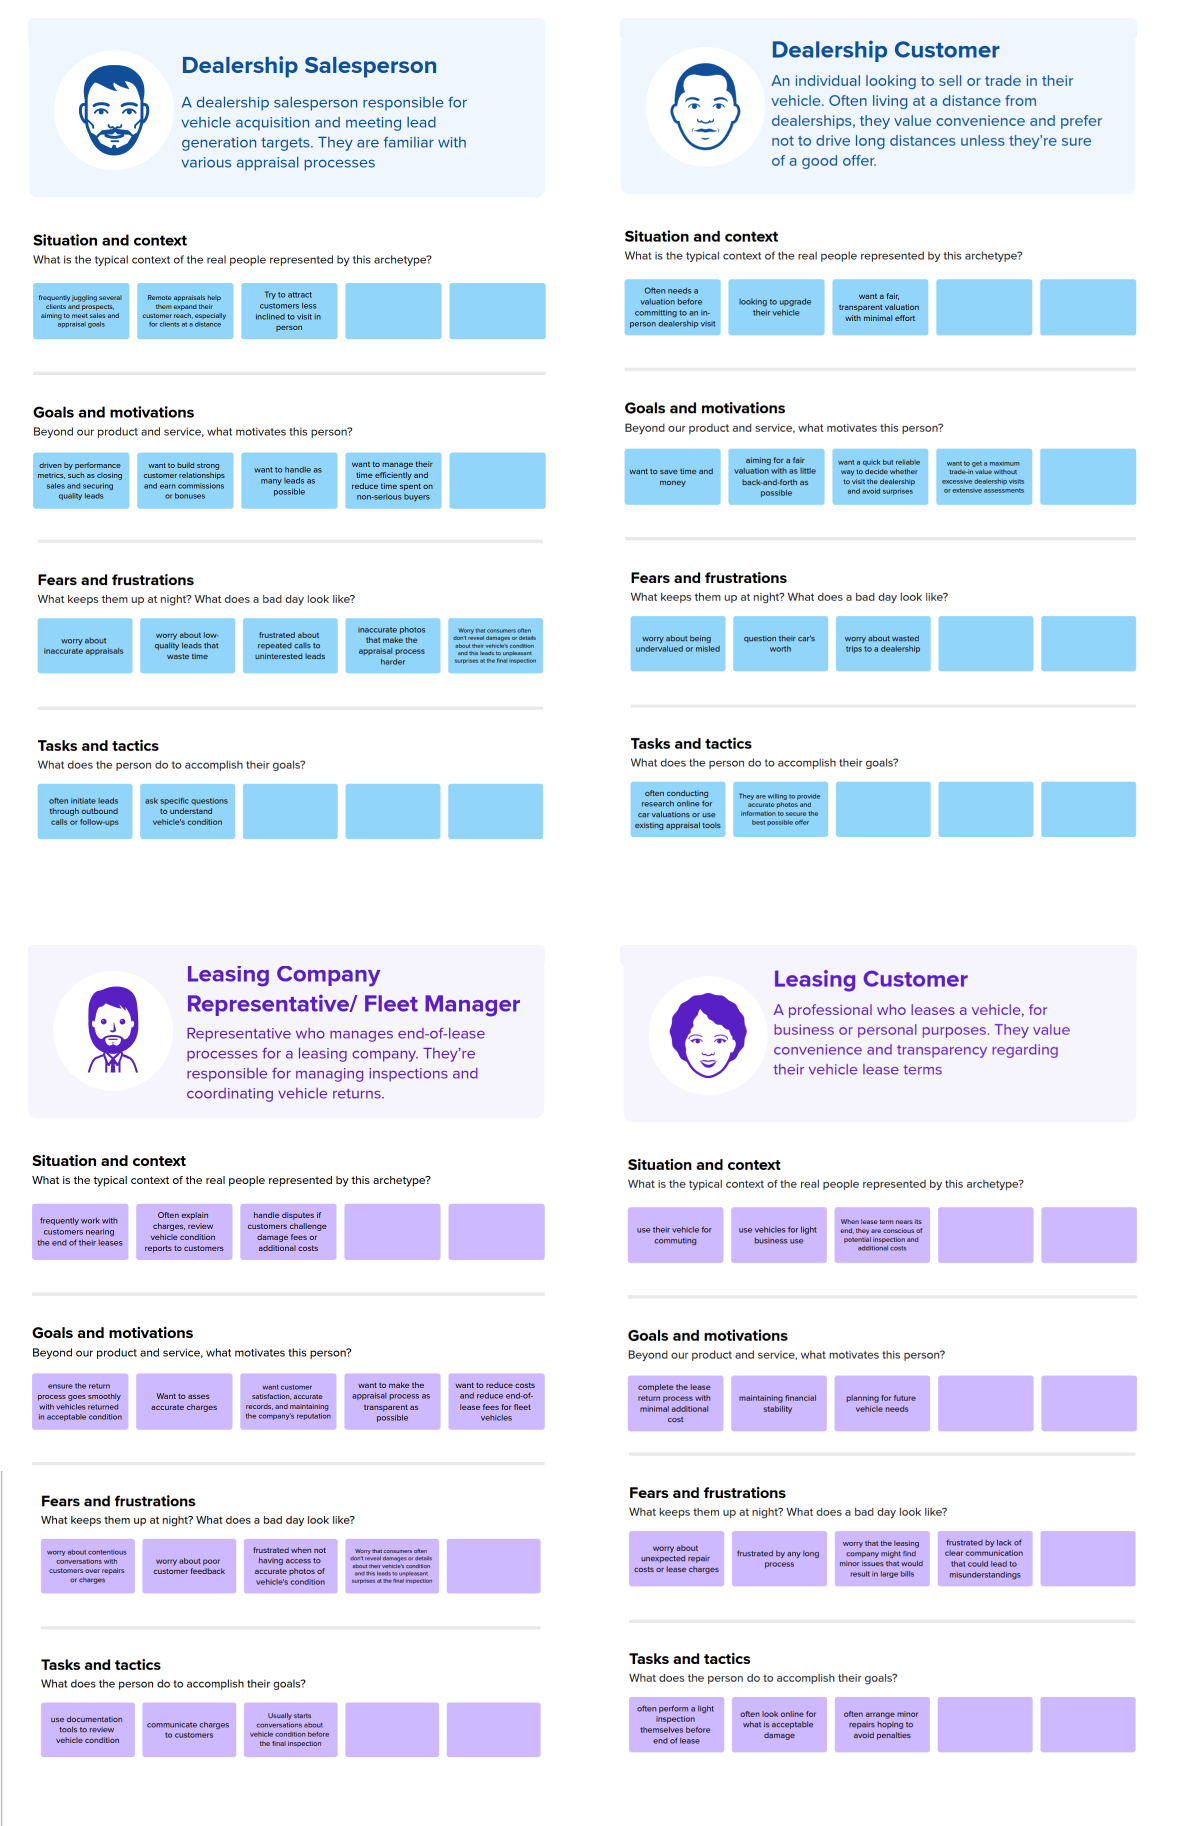 Dealership Salesperson
A dealership salesperson responsible for
vehicle acquisition and meeting lead
generation targets. They are familiar with
various appraisal processes
Situation and context
What is the typical context of the real people represented by this archetype?
frequently juggling several
clients and prospects,
aiming to meet sales and
appraisal goals
Remote appraisals help
them expand their
customer reach, especially
for clients at a distance
Try to attract
customers less
inclined to visit in
person
Goals and motivations
Beyond our product and service, what motivates this person?
driven by performance
metrics, such as closing
sales and securing
quality leads
want to build strong
customer relationships
and earn commissions
or bonuses
want to handle as
many leads as
possible
want to manage their
time efficiently and
reduce time spent on
non-serious buyers
Fears and frustrations
What keeps them up at night? What does a bad day look like?
worry about
inaccurate appraisals
worry about low-
quality leads that
waste time
frustrated about
repeated calls to
uninterested leads
inaccurate photos
that make the
appraisal process
harder
Worry that consumers often
don't reveal damages or details
about their vehicle's condition
and this leads to unpleasant
surprises at the final inspection
Tasks and tactics
What does the person do to accomplish their goals?
often initiate leads
through outbound
calls or follow-ups
ask specific questions
to understand
vehicle's condition
Dealership Customer
An individual looking to sell or trade in their
vehicle. Often living at a distance from
dealerships, they value convenience and prefer
not to drive long distances unless they're sure
of a good offer.
Situation and context
What is the typical context of the real people represented by this archetype?
Often needs a
valuation before
committing to an in-
person dealership visit
looking to upgrade
their vehicle
want a fair,
transparent valuation
with minimal effort
Goals and motivations
Beyond our product and service, what motivates this person?
want to save time and
money
aiming for a fair
valuation with as little
back-and-forth as
possible
want a quick but reliable
way to decide whether
to visit the dealership
and avoid surprises
want to get a maximum
trade-in value without
excessive dealership visits
or extensive assessments
Fears and frustrations
What keeps them up at night? What does a bad day look like?
worry about being
undervalued or misled
question their car's
worth
worry about wasted
trips to a dealership
Tasks and tactics
What does the person do to accomplish their goals?
often conducting
research online for
car valuations or use
existing appraisal tools
They are willing to provide
accurate photos and
information to secure the
best possible offer
Leasing Company
Representative/ Fleet Manager
Representative who manages end-of-lease
processes for a leasing company. They're
responsible for managing inspections and
coordinating vehicle returns.
Situation and context
What is the typical context of the real people represented by this archetype?
frequently work with
customers nearing
the end of their leases
Often explain
charges, review
vehicle condition
reports to customers
handle disputes if
customers challenge
damage fees or
additional costs
Goals and motivations
Beyond our product and service, what motivates this person?
ensure the return
process goes smoothly
with vehicles returned
in acceptable condition
Want to asses
accurate charges
want customer
satisfaction, accurate
records, and maintaining
the company's reputation
want to make the
appraisal process as
transparent as
possible
want to reduce costs
and reduce end-of-
lease fees for fleet
vehicles
Fears and frustrations
What keeps them up at night? What does a bad day look like?
worry about contentious
conversations with
customers over repairs
or charges
worry about poor
customer feedback
frustrated when not
having access to
accurate photos of
vehicle's condition
Worry that consumers often
don't reveal damages or details
about their vehicle's condition
and this leads to unpleasant
surprises at the final inspection
Tasks and tactics
What does the person do to accomplish their goals?
use documentation
tools to review
vehicle condition
communicate charges
to customers
Usually starts
conversations about
vehicle condition before
the final inspection
Leasing Customer
A professional who leases a vehicle, for
business or personal purposes. They value
convenience and transparency regarding
their vehicle lease terms
Situation and context
What is the typical context of the real people represented by this archetype?
use their vehicle for
commuting
use vehicles for light
business use
When lease term nears its
end, they are conscious of
potential inspection and
additional costs
Goals and motivations
Beyond our product and service, what motivates this person?
complete the lease
return process with
minimal additional
cost
maintaining financial
stability
planning for future
vehicle needs
Fears and frustrations
What keeps them up at night? What does a bad day look like?
worry about
unexpected repair
costs or lease charges
frustrated by any long
process
worry that the leasing
company might find
minor issues that would
result in large bills
frustrated by lack of
clear communication
that could lead to
misunderstandings
Tasks and tactics
What does the person do to accomplish their goals?
often perform a light
inspection
themselves before
end of lease
often look online for
what is acceptable
damage
often arrange minor
repairs hoping to
avoid penalties